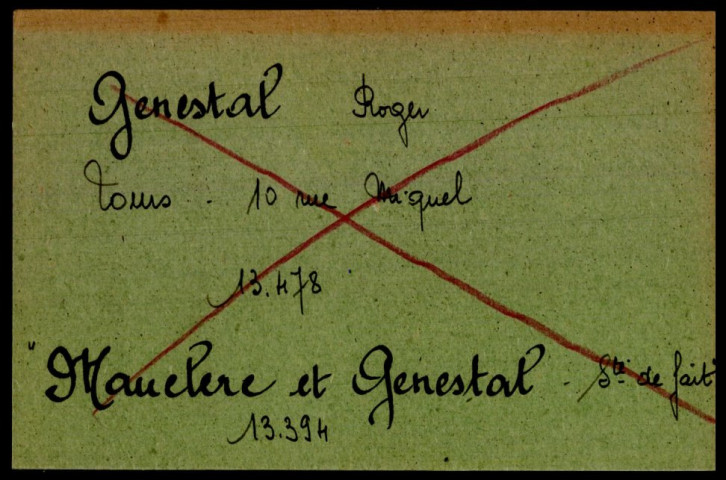 Genestal Roger
Tours - 10 rue Miquel
13.478
"Mauclerc et Genestal - Sté de fait"
13.394